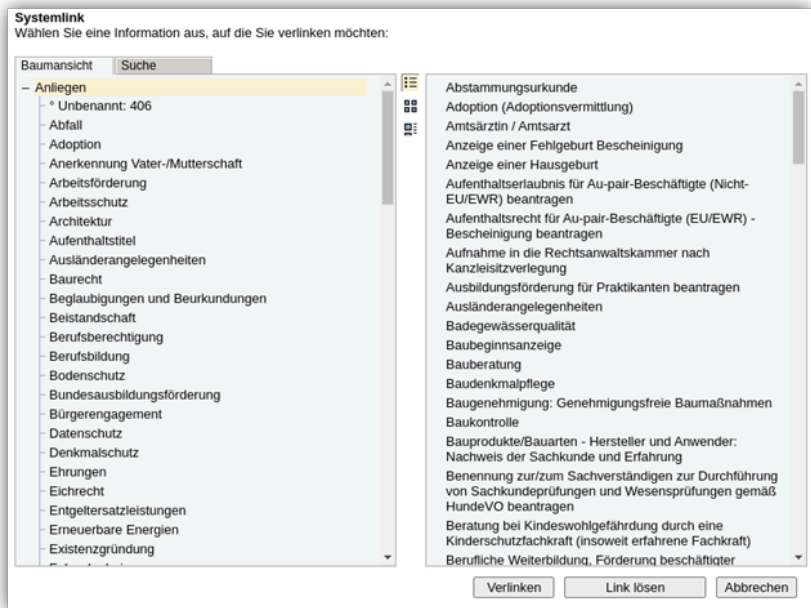 Systemlink
Wählen Sie eine Information aus, auf die Sie verlinken möchten:
Baumansicht
Suche
– Anliegen
° Unbenannt: 406
Abfall
Adoption
Anerkennung Vater-/Mutterschaft
Arbeitsförderung
Arbeitsschutz
Architektur
Aufenthaltstitel
Ausländerangelegenheiten
Baurecht
Beglaubigungen und Beurkundungen
Beistandschaft
Berufsberechtigung
Berufsbildung
Bodenschutz
Bundesausbildungsförderung
Bürgerengagement
Datenschutz
Denkmalschutz
Ehrungen
Eichrecht
Entgeltersatzleistungen
Erneuerbare Energien
Existenzgründung
Abstammungsurkunde
Adoption (Adoptionsvermittlung)
Amtsärztin / Amtsarzt
Anzeige einer Fehlgeburt Bescheinigung
Anzeige einer Hausgeburt
Aufenthaltserlaubnis für Au-pair-Beschäftigte (Nicht-
EU/EWR) beantragen
Aufenthaltsrecht für Au-pair-Beschäftigte (EU/EWR) -
Bescheinigung beantragen
Aufnahme in die Rechtsanwaltskammer nach
Kanzleisitzverlegung
Ausbildungsförderung für Praktikanten beantragen
Ausländerangelegenheiten
Badegewässerqualität
Baubeginnsanzeige
Bauberatung
Baudenkmalpflege
Baugenehmigung: Genehmigungsfreie Baumaßnahmen
Baukontrolle
Bauprodukte/Bauarten - Hersteller und Anwender:
Nachweis der Sachkunde und Erfahrung
Benennung zur/zum Sachverständigen zur Durchführung
von Sachkundeprüfungen und Wesensprüfungen gemäß
HundeVO beantragen
Beratung bei Kindeswohlgefährdung durch eine
Kinderschutzfachkraft (insoweit erfahrene Fachkraft)
Berufliche Weiterbildung, Förderung beschäftigter
Verlinken
Link lösen
Abbrechen